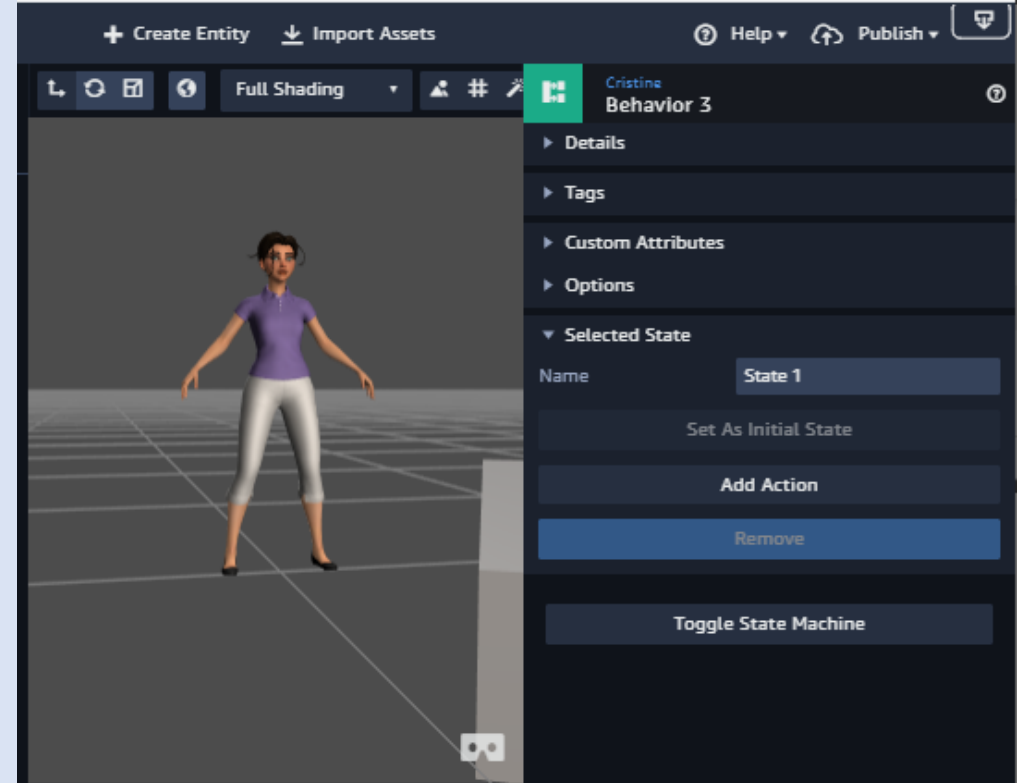 Create Entity Import Assets Help Publish
Full Shading
Cristine
Behavior 3
Details
Tags
Custom Attributes
Options
Selected State
Name State 1
Set As Initial State
Add Action
Remove
Toggle State Machine